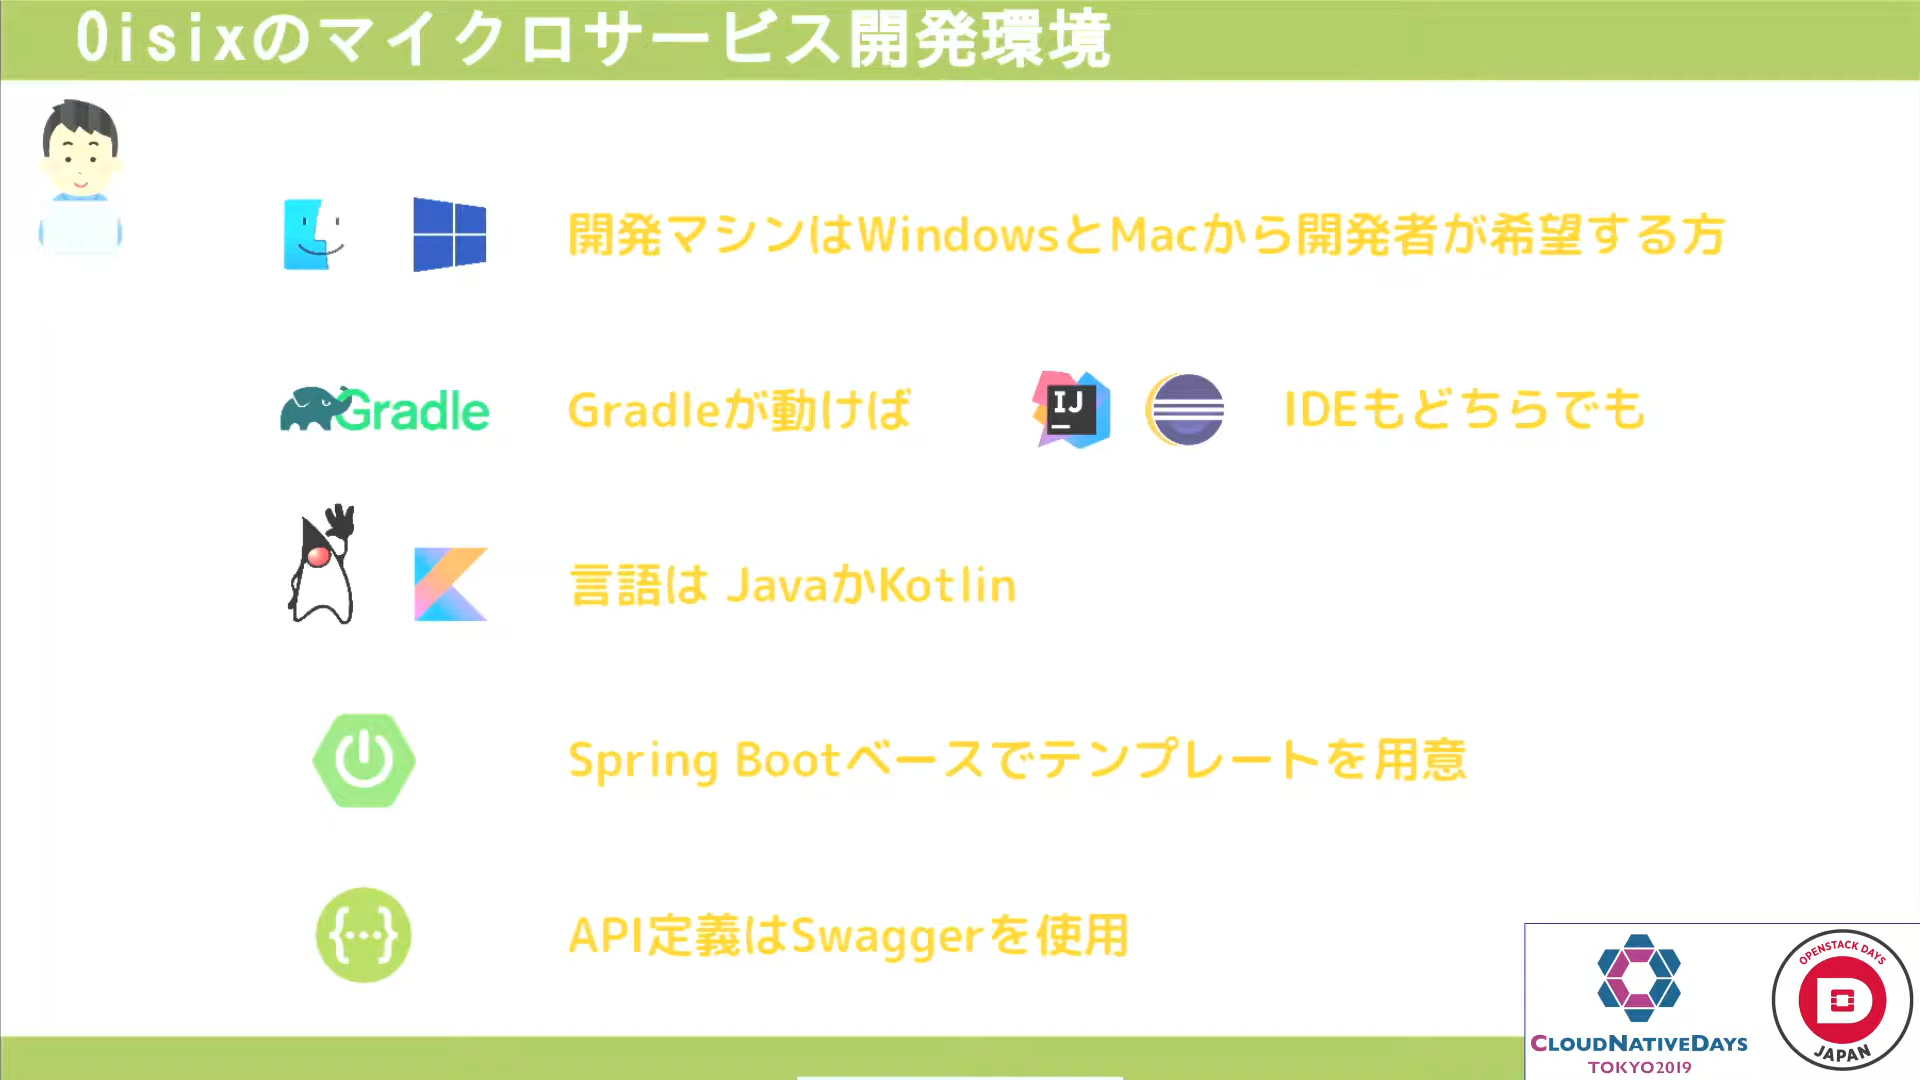 Oisixのマイクロサービス開発環境
開発マシンはWindowsとMacから開発者が希望する方
Gradle
Gradleが動けば
IJ
IDEもどちらでも
言語は JavaかKotlin
Spring Bootベースでテンプレートを用意
{…}
API定義はSwaggerを使用
CLOUDNATIVEDAYS
TOKYO2019
OPENSTACK DAYS
JAPAN